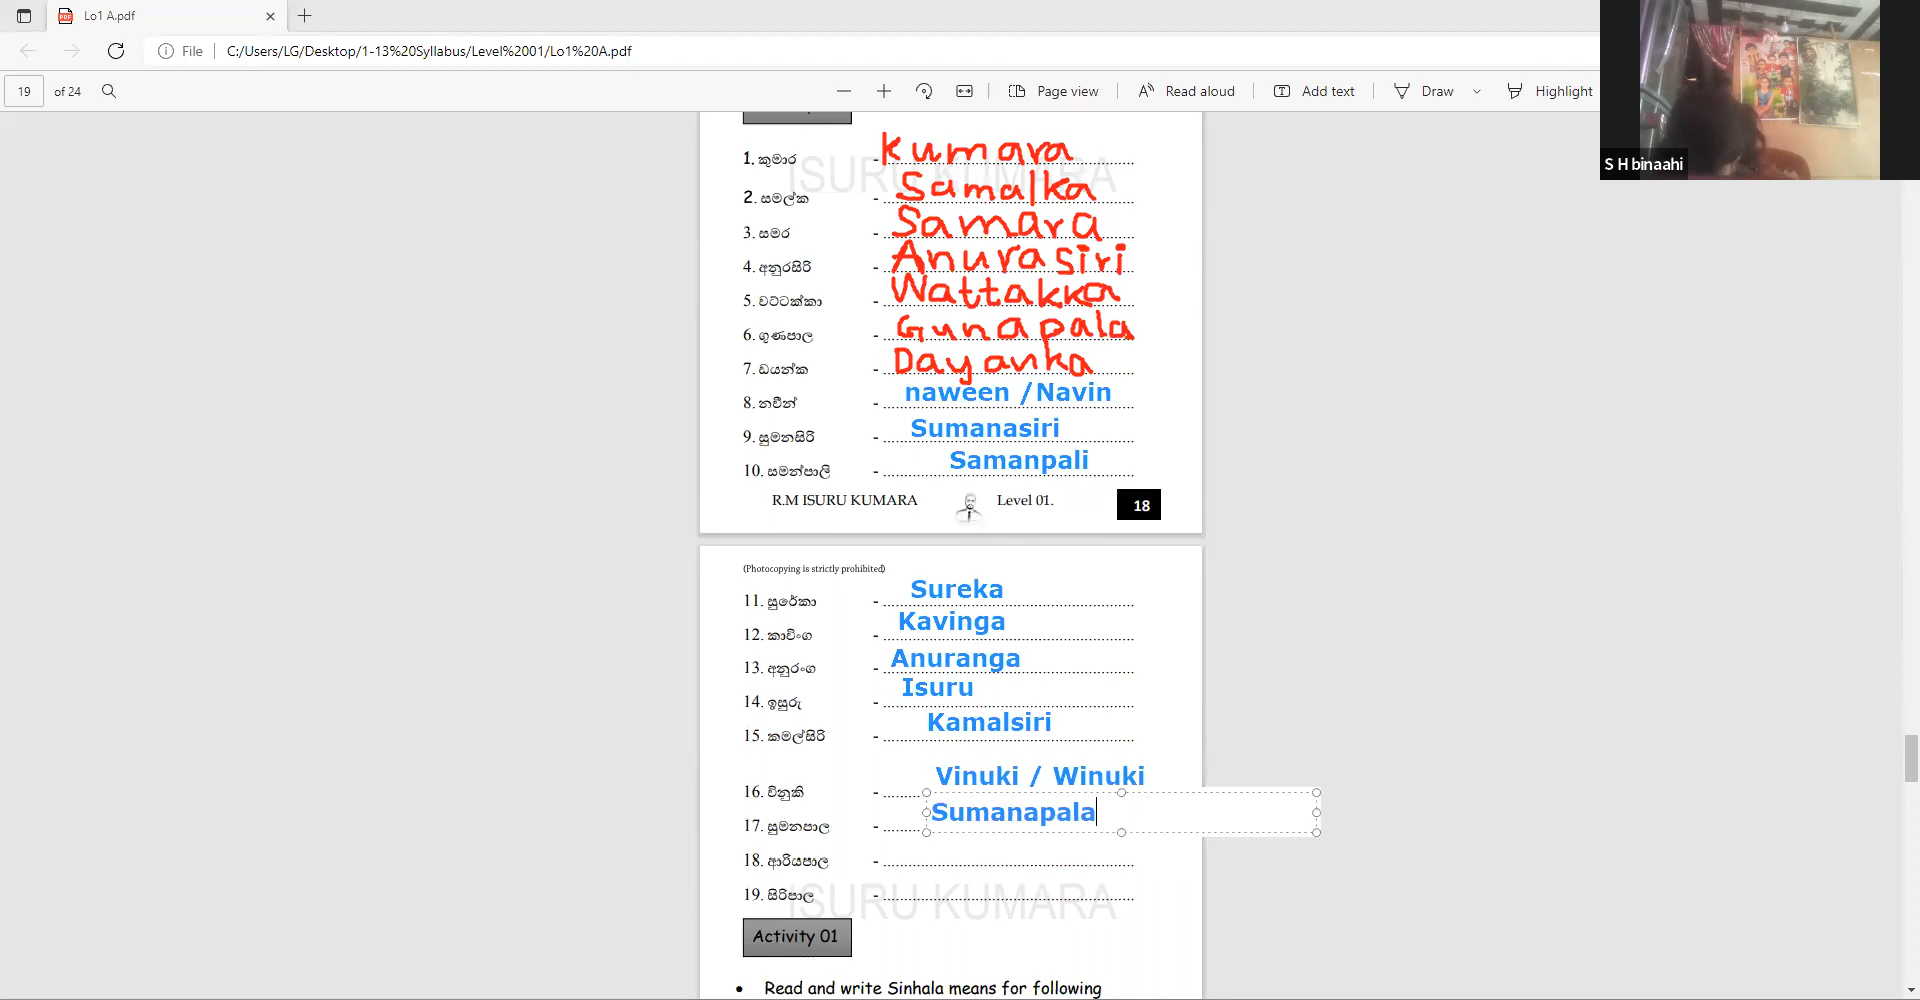 Lo1 A.pdf
File C:/Users/LG/Desktop/1-13%20Syllabus/Level%2001/Lo1%20A.pdf
19 of 24 Page view Read aloud Add text Draw Highlight
S H binaahi
ISURU KUMARA
1. කුමාර - Kumara
2. සමල්ක - Samalka
3. සමර - Samara
4. අනුරසිරි - Anurasiri
5. වට්ටක්කා - Wattakka
6. ගුණපාල - Gunapala
7. ඩයන්ක - Dayanka
8. නවීන් - naween /Navin
9. සුමනසිරි - Sumanasiri
10. සමන්පාලි - Samanpali
R.M ISURU KUMARA Level 01. 18
(Photocopying is strictly prohibited)
11. සුරේකා - Sureka
12. කාවිංග - Kavinga
13. අනුරංග - Anuranga
14. ඉසුරු - Isuru
15. කමල්සිරි - Kamalsiri
16. විනුකි - Vinuki / Winuki
17. සුමනපාල - Sumanapala
18. ආරියපාල -
19. සිරිපාල -
ISURU KUMARA
Activity 01
• Read and write Sinhala means for following